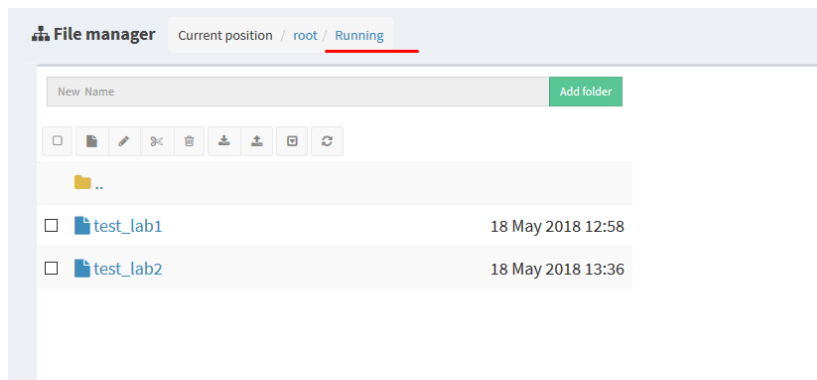 File manager Current position / root / Running
New Name Add folder
..
test_lab1 18 May 2018 12:58
test_lab2 18 May 2018 13:36